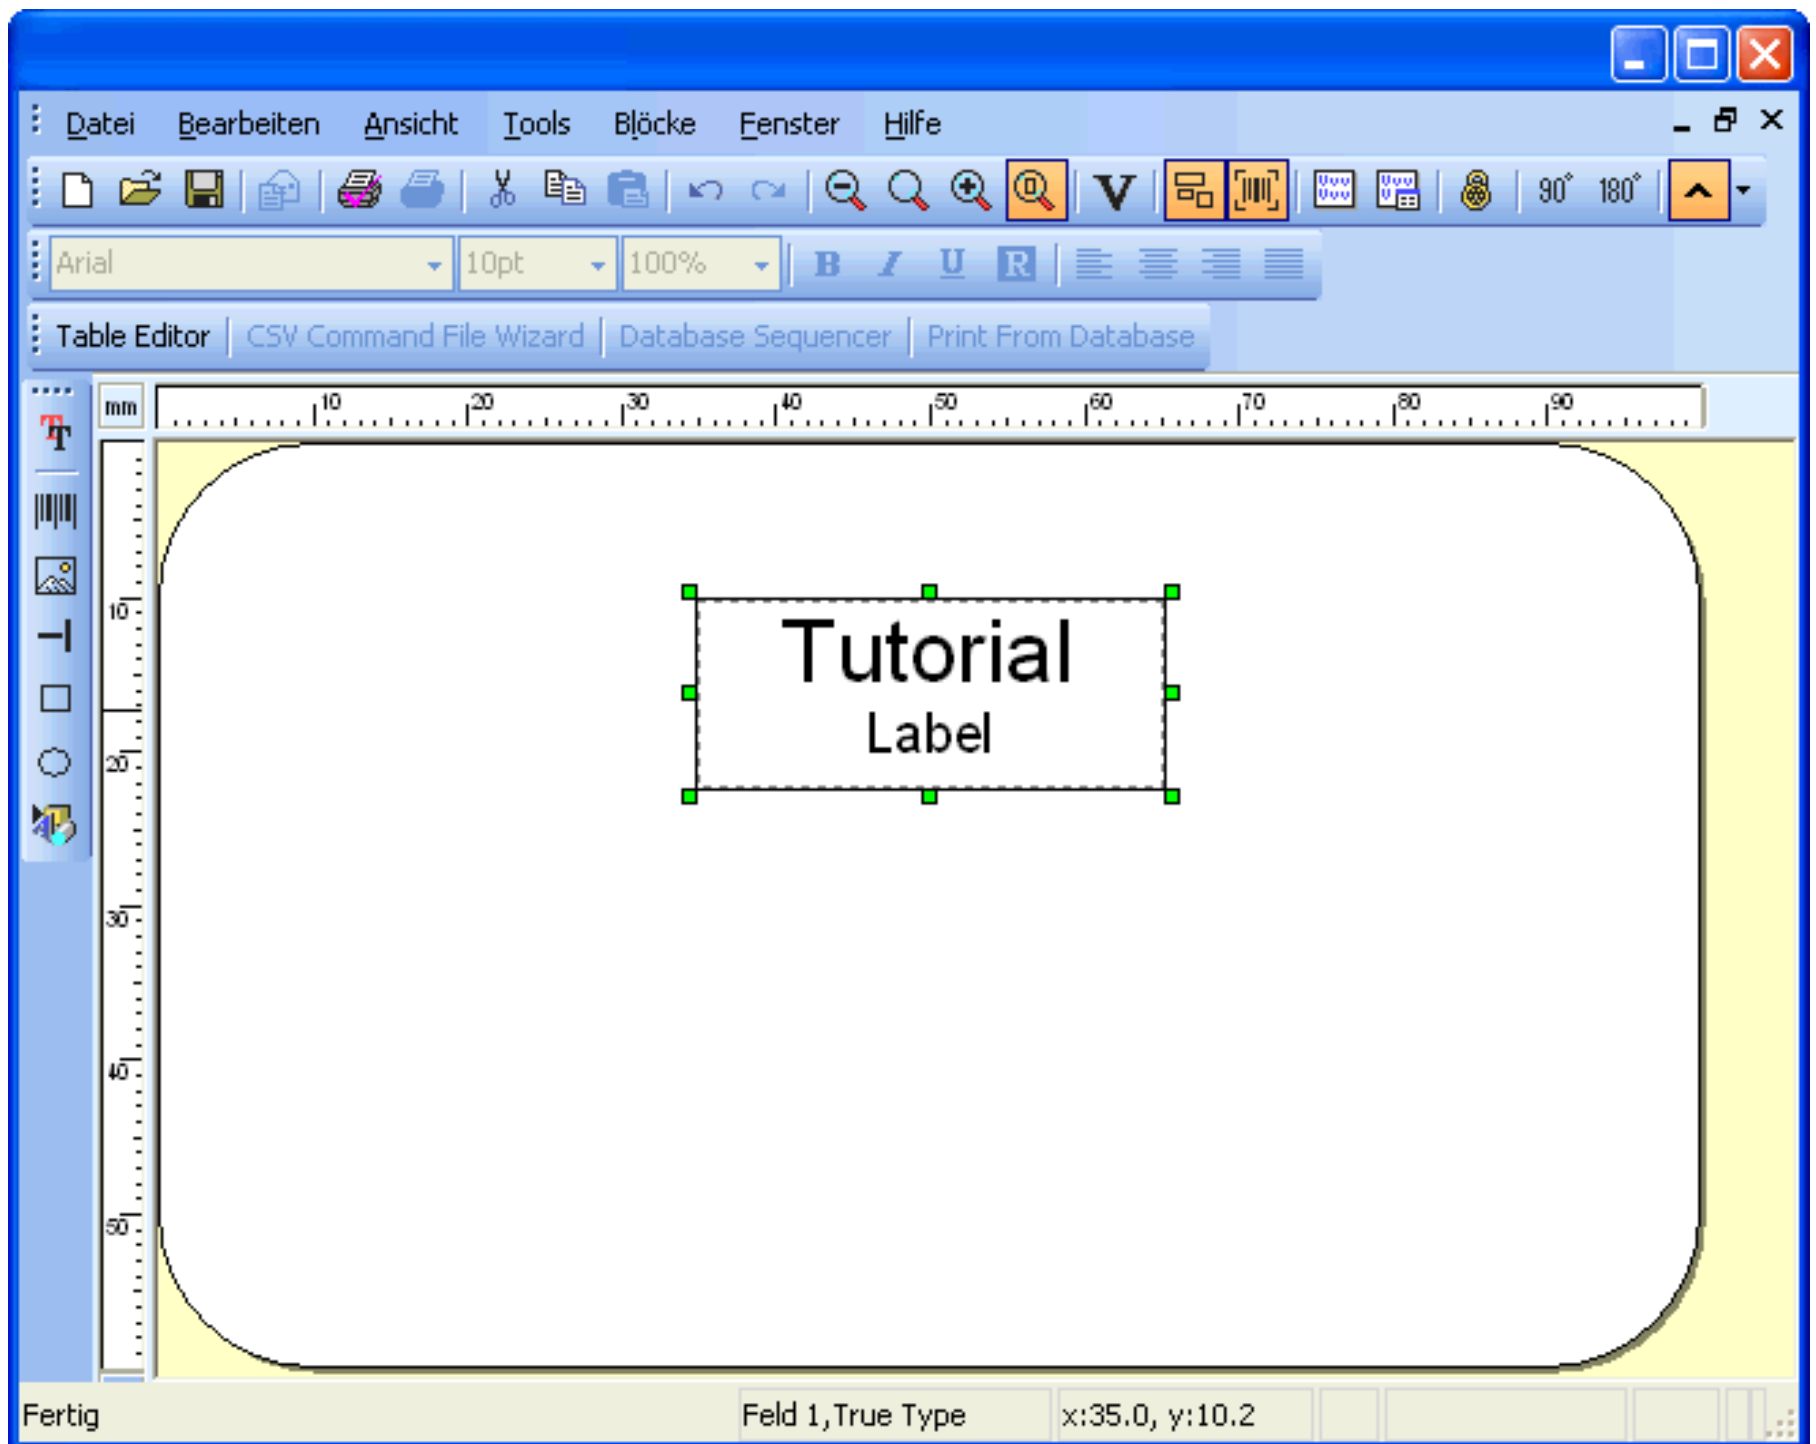 Datei Bearbeiten Ansicht Tools Blöcke Fenster Hilfe
V 90° 180°
Arial 10pt 100% B I U R
Table Editor CSV Command File Wizard Database Sequencer Print From Database
mm 10 20 30 40 50 60 70 80 90
10
Tutorial
Label
20
30
40
50
Fertig Feld 1,True Type x:35.0, y:10.2